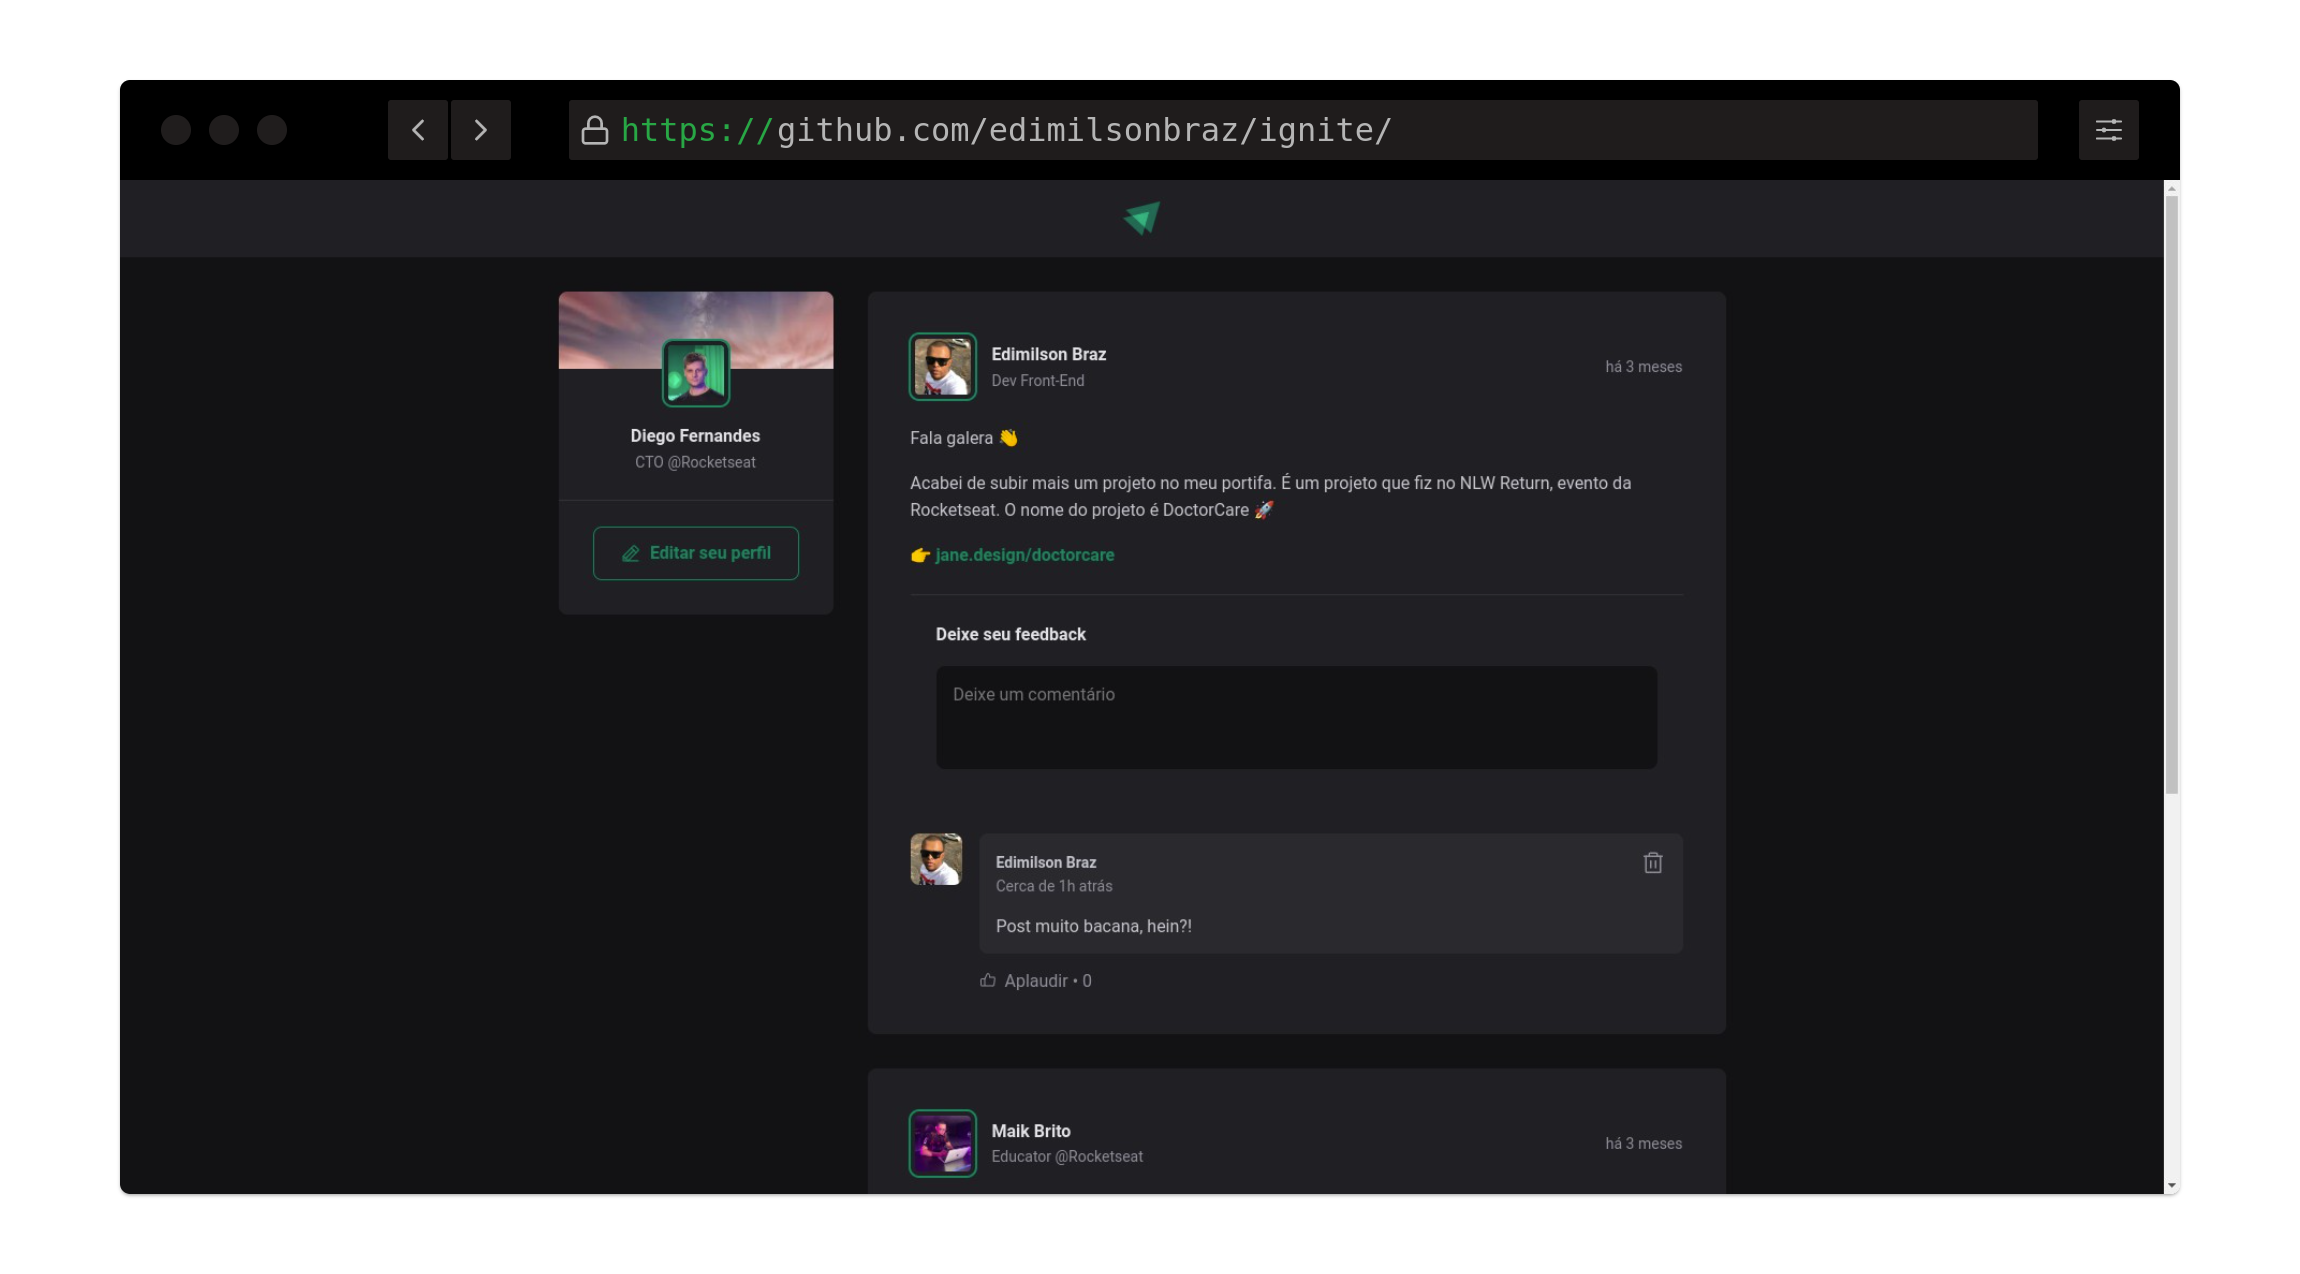 https://github.com/edimilsonbraz/ignite/
Diego Fernandes
CTO @Rocketseat
Editar seu perfil
Edimilson Braz
Dev Front-End
há 3 meses
Fala galera 👋
Acabei de subir mais um projeto no meu portifa. É um projeto que fiz no NLW Return, evento da
Rocketseat. O nome do projeto é DoctorCare 🚀
👉 jane.design/doctorcare
Deixe seu feedback
Deixe um comentário
Edimilson Braz
Cerca de 1h atrás
Post muito bacana, hein?!
Aplaudir • 0
Maik Brito
Educator @Rocketseat
há 3 meses